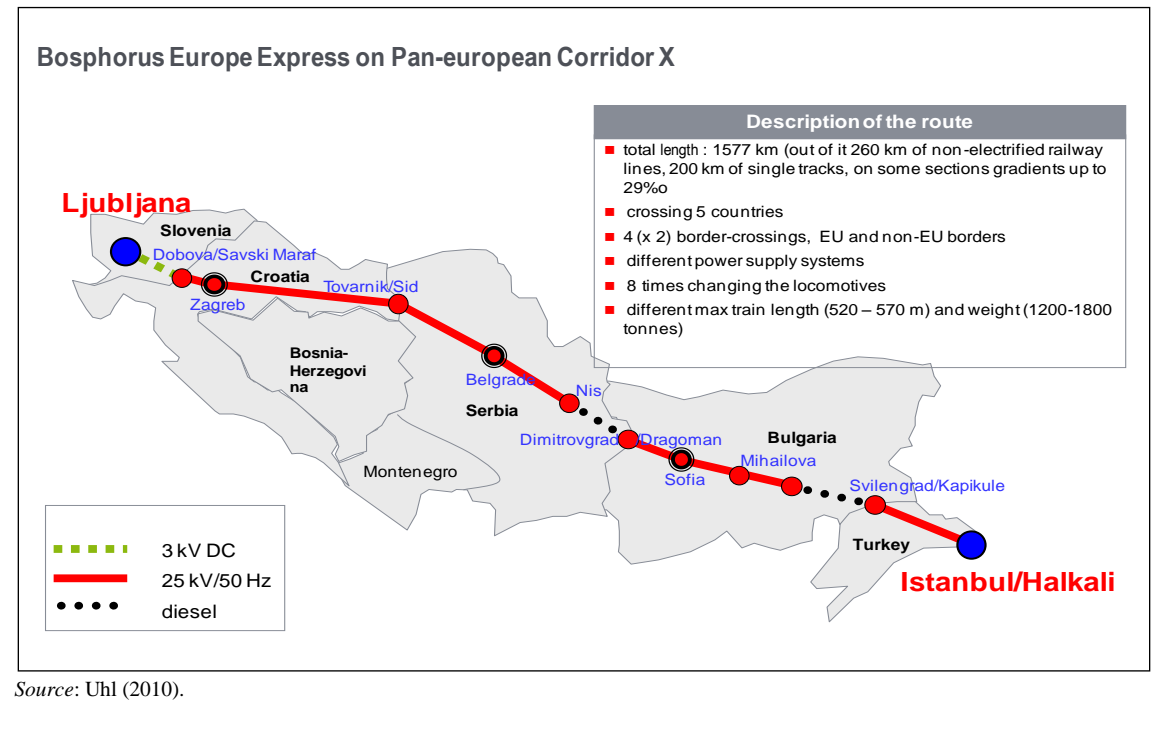 Bosphorus Europe Express on Pan-european Corridor X
Description of the route
total length : 1577 km (out of it 260 km of non-electrified railway
lines, 200 km of single tracks, on some sections gradients up to
29%o
crossing 5 countries
4 (x 2) border-crossings, EU and non-EU borders
different power supply systems
8 times changing the locomotives
different max train length (520 – 570 m) and weight (1200-1800
tonnes)
Ljubljana
Slovenia
Dobova/Savski Maraf
Croatia
Tovarnik/Sid
Zagreb
Bosnia-
Herzegovi
na
Belgrade
Nis
Serbia
Dimitrovgrad/Dragoman
Bulgaria
Mihailova
Montenegro
Sofia
Svilengrad/Kapikule
Turkey
Istanbul/Halkali
3 kV DC
25 kV/50 Hz
diesel
Source: Uhl (2010).